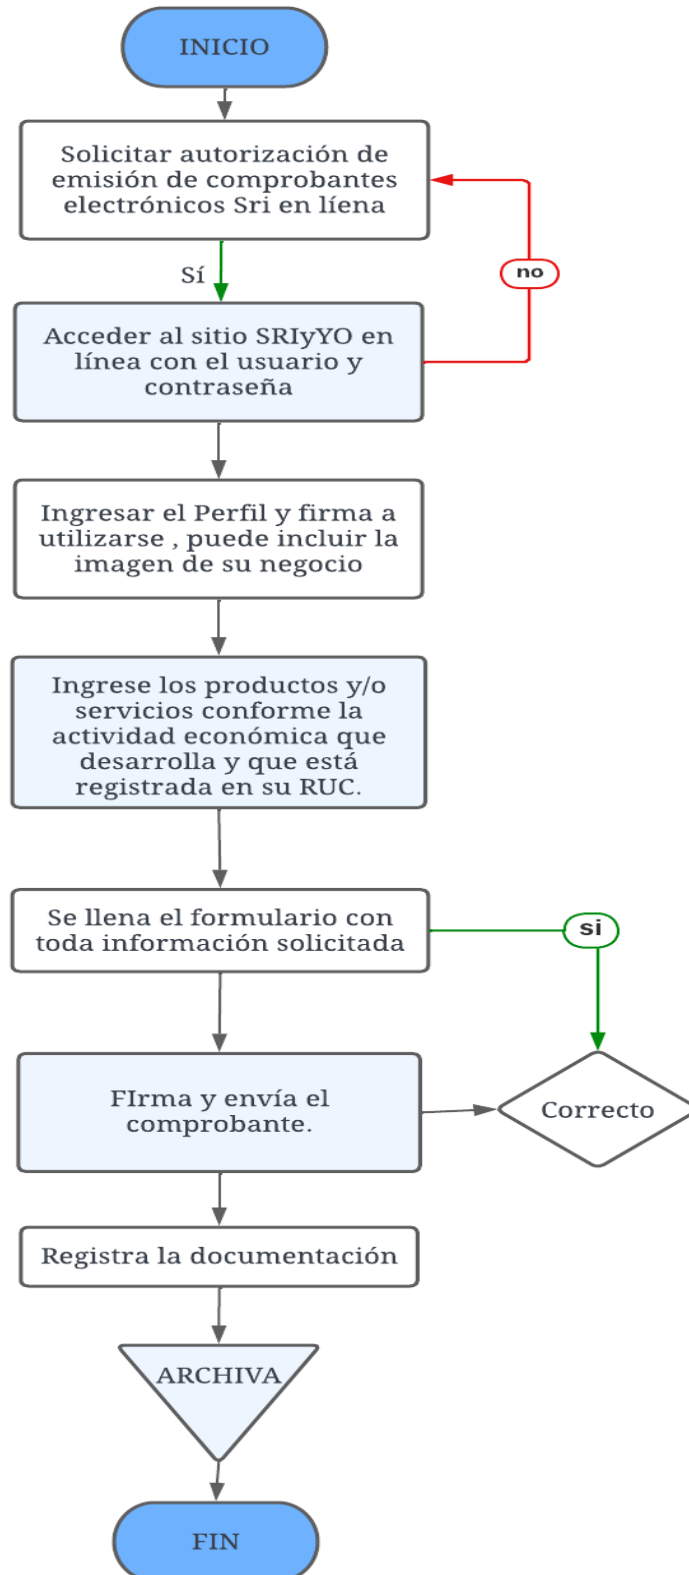 INICIO
Solicitar autorización de
emisión de comprobantes
electrónicos Sri en líena
no
Sí
Acceder al sitio SRIyYO en
línea con el usuario y
contraseña
Ingresar el Perfil y firma a
utilizarse , puede incluir la
imagen de su negocio
Ingrese los productos y/o
servicios conforme la
actividad económica que
desarrolla y que está
registrada en su RUC.
Se llena el formulario con
toda información solicitada
si
FIrma y envía el
comprobante.
Correcto
Registra la documentación
ARCHIVA
FIN